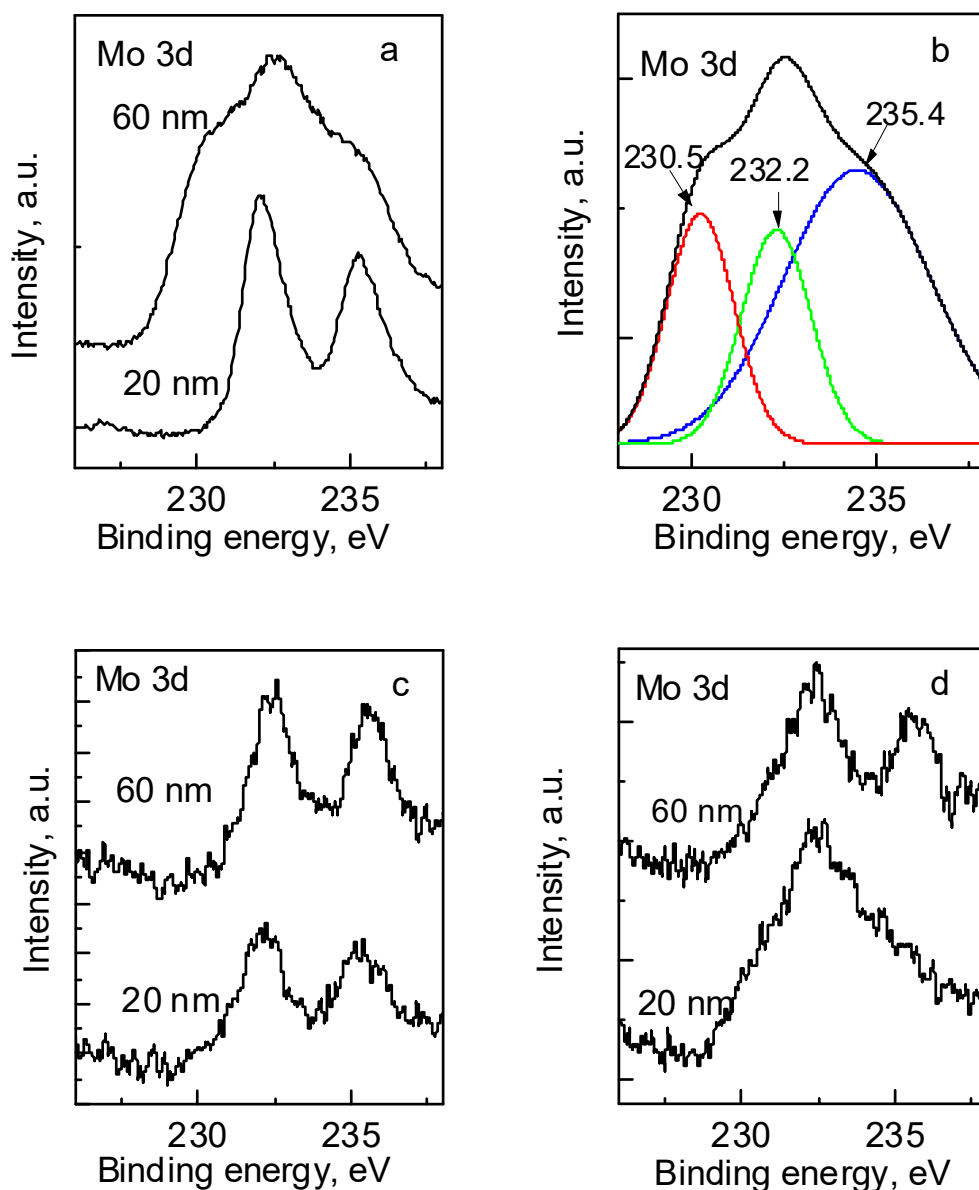 Mo 3d
a
60 nm
20 nm
Intensity, a.u.
230
235
Binding energy, eV
Mo 3d
b
235.4
230.5
232.2
Intensity, a.u.
230
235
Binding energy, eV
Mo 3d
c
60 nm
20 nm
Intensity, a.u.
230
235
Binding energy, eV
Mo 3d
d
60 nm
20 nm
Intensity, a.u.
230
235
Binding energy, eV